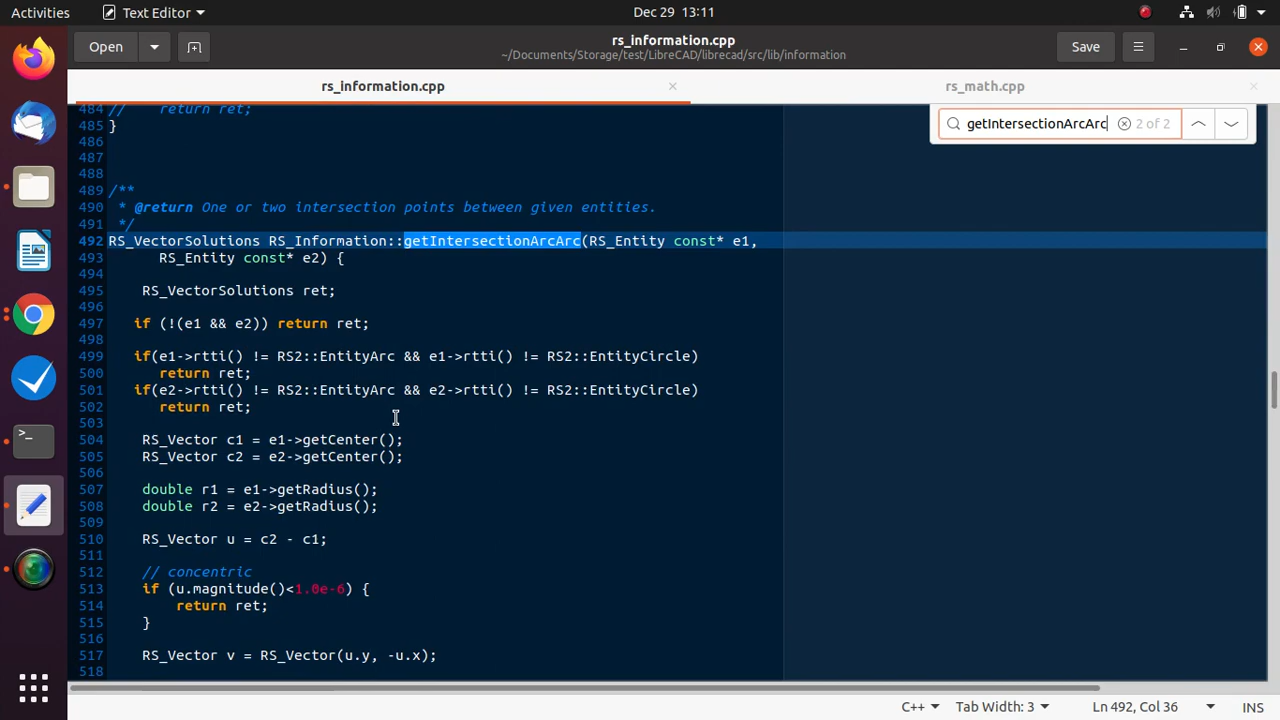 Activities
Text Editor
Dec 29 13:11
Open
rs_information.cpp
~/Documents/Storage/test/LibreCAD/librecad/src/lib/information
Save
rs_information.cpp
rs_math.cpp
getIntersectionArcArc
2 of 2
484 // return ret;
485 }
486
487
488
489 /**
490 * @return One or two intersection points between given entities.
491 */
492 RS_VectorSolutions RS_Information::getIntersectionArcArc(RS_Entity const* e1,
493 RS_Entity const* e2) {
494
495 RS_VectorSolutions ret;
496
497 if (!(e1 && e2)) return ret;
498
499 if(e1->rtti() != RS2::EntityArc && e1->rtti() != RS2::EntityCircle)
500 return ret;
501 if(e2->rtti() != RS2::EntityArc && e2->rtti() != RS2::EntityCircle)
502 return ret;
503
504 RS_Vector c1 = e1->getCenter();
505 RS_Vector c2 = e2->getCenter();
506
507 double r1 = e1->getRadius();
508 double r2 = e2->getRadius();
509
510 RS_Vector u = c2 - c1;
511
512 // concentric
513 if (u.magnitude()<1.0e-6) {
514 return ret;
515 }
516
517 RS_Vector v = RS_Vector(u.y, -u.x);
518
C++
Tab Width: 3
Ln 492, Col 36
INS